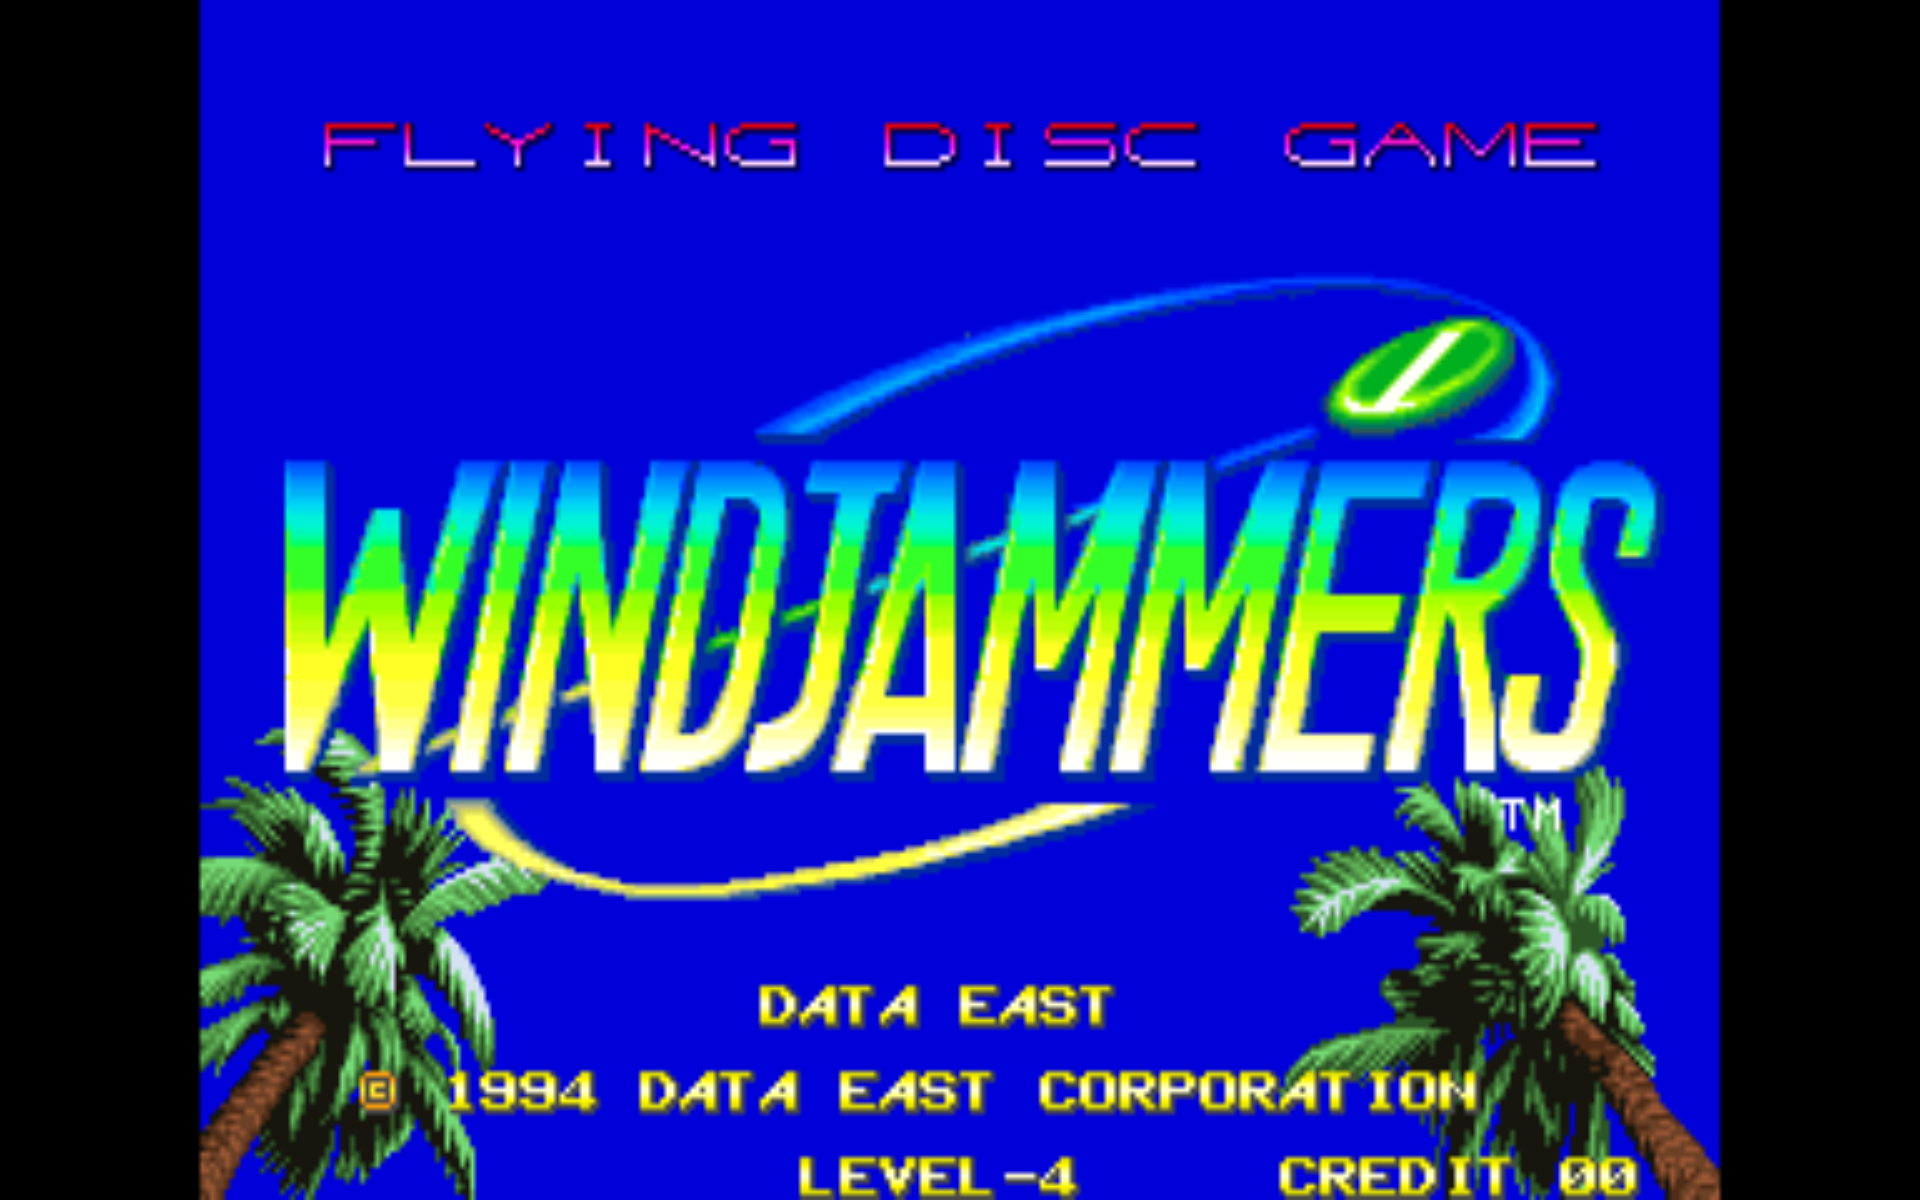 FLYING DISC GAME
WINDJAMMERS
TM
DATA EAST
© 1994 DATA EAST CORPORATION
LEVEL-4 CREDIT 00